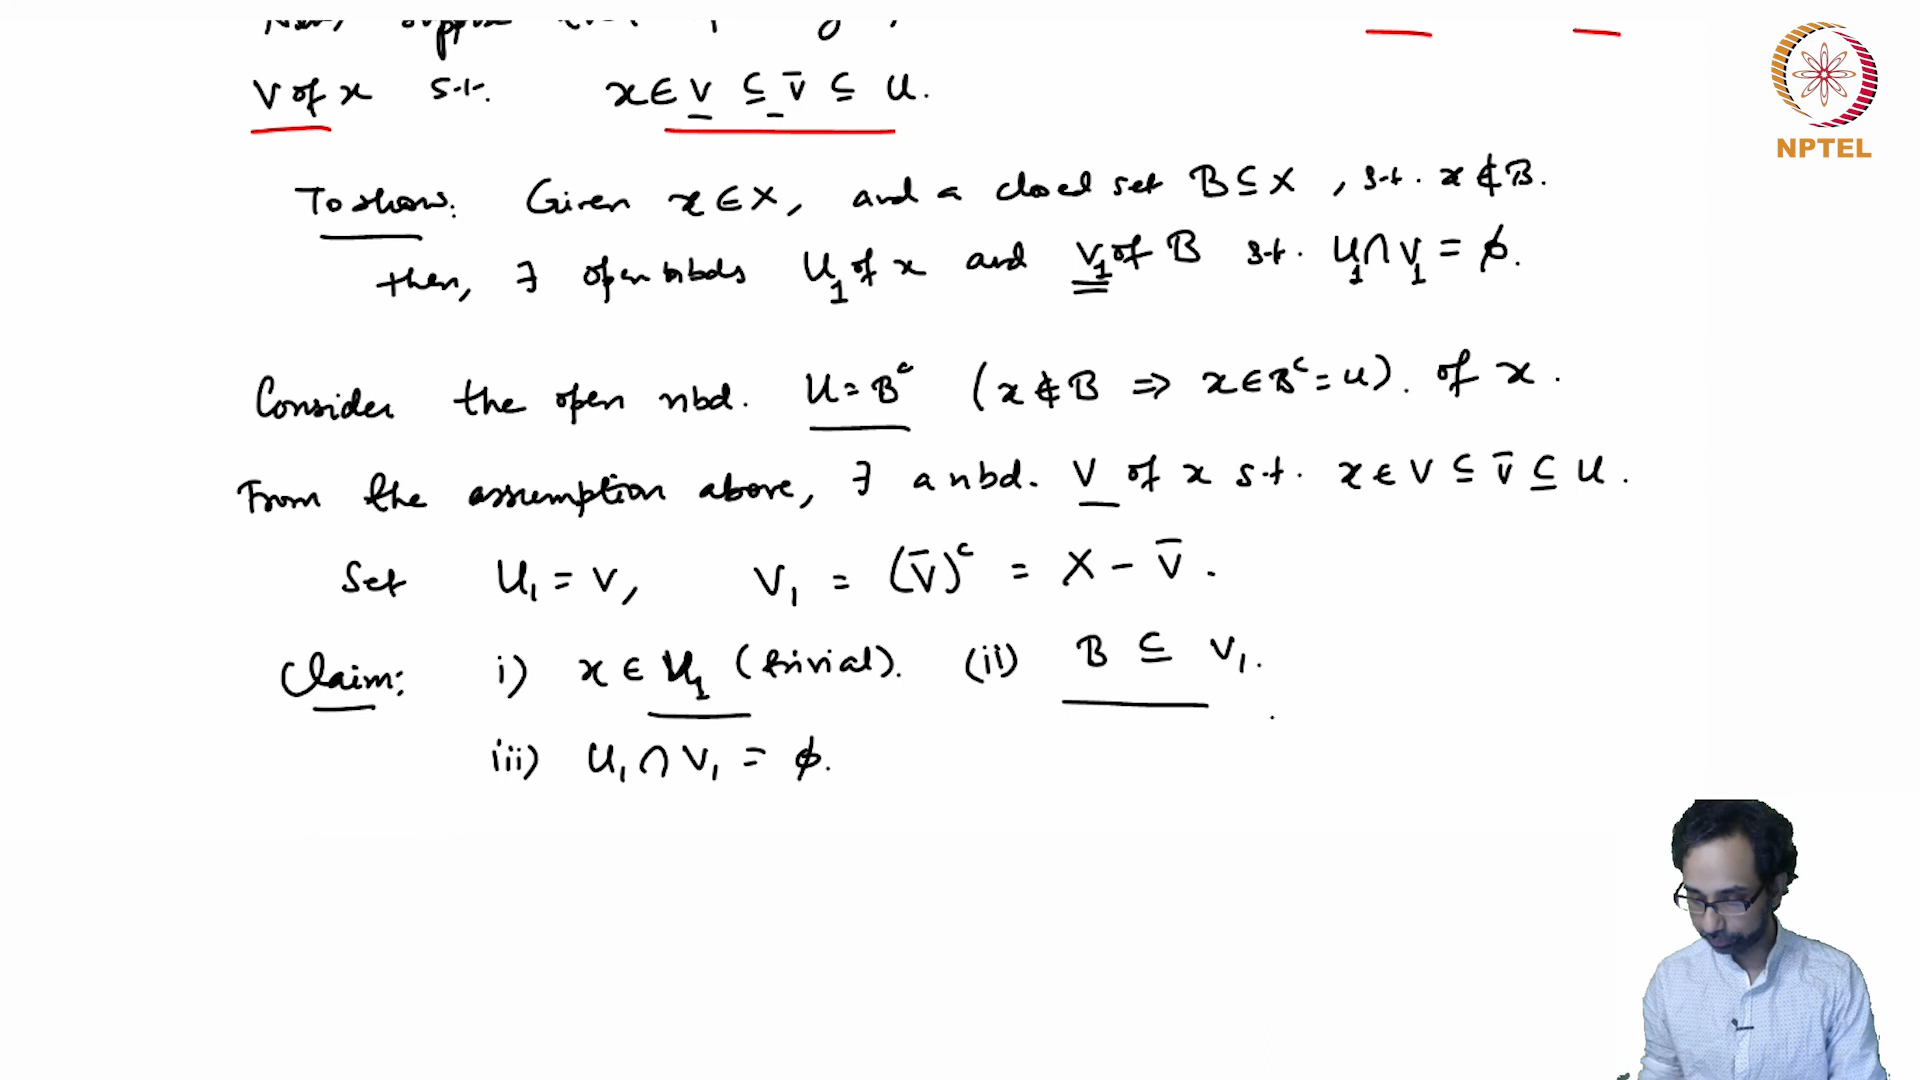 V of x s.t. x ∈ V ⊆ V̄ ⊆ U.
NPTEL
To show: Given x ∈ X, and a closed set B ⊆ X, s.t. x ∉ B.
then, ∃ open nbds U₁ of x and V₁ of B s.t. U₁ ∩ V₁ = φ.
Consider the open nbd. U = Bᶜ (x ∉ B ⇒ x ∈ Bᶜ = U). of x.
From the assumption above, ∃ a nbd. V of x s.t. x ∈ V ⊆ V̄ ⊆ U.
Set U₁ = V, V₁ = (V̄)ᶜ = X - V̄.
Claim: i) x ∈ U₁ (trivial). (ii) B ⊆ V₁.
iii) U₁ ∩ V₁ = φ.